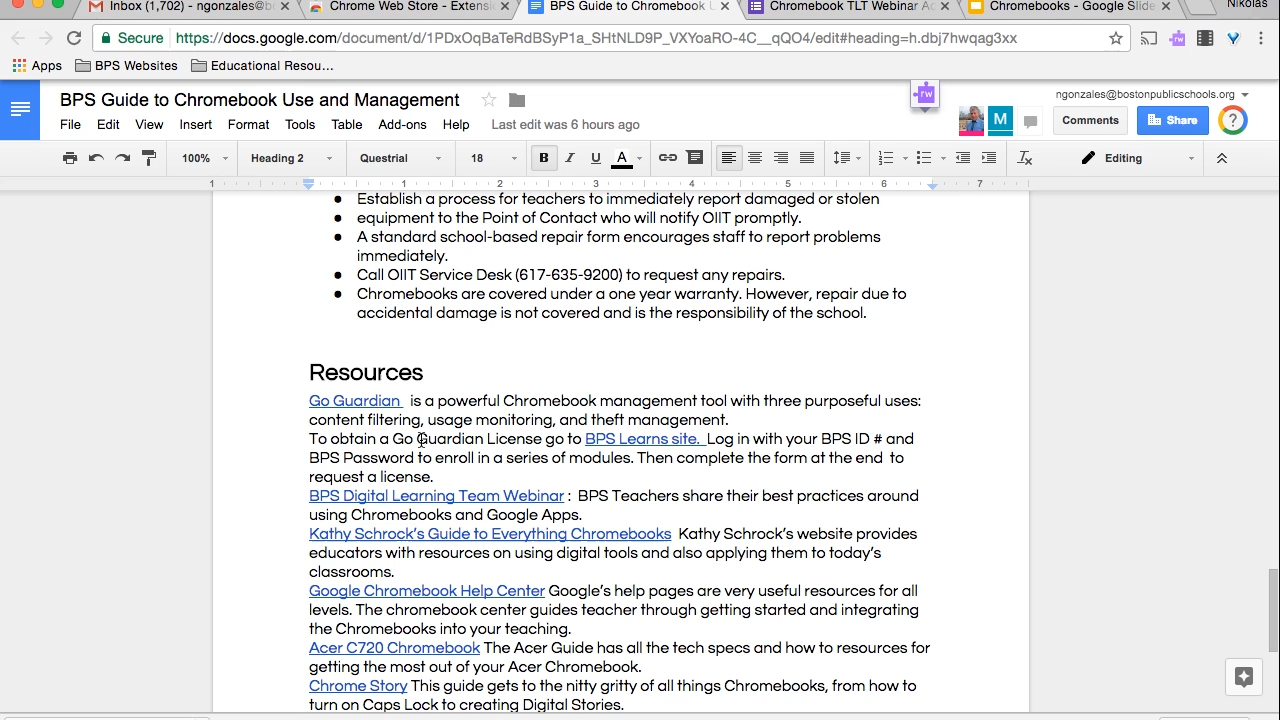 Inbox (1,702) - ngonzales@b
Chrome Web Store - Extensi
BPS Guide to Chromebook U
Chromebook TLT Webinar A
Chromebooks - Google Slide
Nikolas
Secure https://docs.google.com/document/d/1PDxOqBaTeRdBSyP1a_SHtNLD9P_VXYoaRO-4C__qQO4/edit#heading=h.dbj7hwqag3xx
Apps BPS Websites Educational Resou...
BPS Guide to Chromebook Use and Management
rw
ngonzales@bostonpublicschools.org
File Edit View Insert Format Tools Table Add-ons Help Last edit was 6 hours ago
M Comments Share ?
100% Heading 2 Questrial 18 B I U A Editing
1 1 2 3 4 5 6 7
● Establish a process for teachers to immediately report damaged or stolen
● equipment to the Point of Contact who will notify OIIT promptly.
● A standard school-based repair form encourages staff to report problems
immediately.
● Call OIIT Service Desk (617-635-9200) to request any repairs.
● Chromebooks are covered under a one year warranty. However, repair due to
accidental damage is not covered and is the responsibility of the school.
Resources
Go Guardian is a powerful Chromebook management tool with three purposeful uses:
content filtering, usage monitoring, and theft management.
To obtain a Go Guardian License go to BPS Learns site. Log in with your BPS ID # and
BPS Password to enroll in a series of modules. Then complete the form at the end to
request a license.
BPS Digital Learning Team Webinar : BPS Teachers share their best practices around
using Chromebooks and Google Apps.
Kathy Schrock's Guide to Everything Chromebooks Kathy Schrock's website provides
educators with resources on using digital tools and also applying them to today's
classrooms.
Google Chromebook Help Center Google's help pages are very useful resources for all
levels. The chromebook center guides teacher through getting started and integrating
the Chromebooks into your teaching.
Acer C720 Chromebook The Acer Guide has all the tech specs and how to resources for
getting the most out of your Acer Chromebook.
Chrome Story This guide gets to the nitty gritty of all things Chromebooks, from how to
turn on Caps Lock to creating Digital Stories.